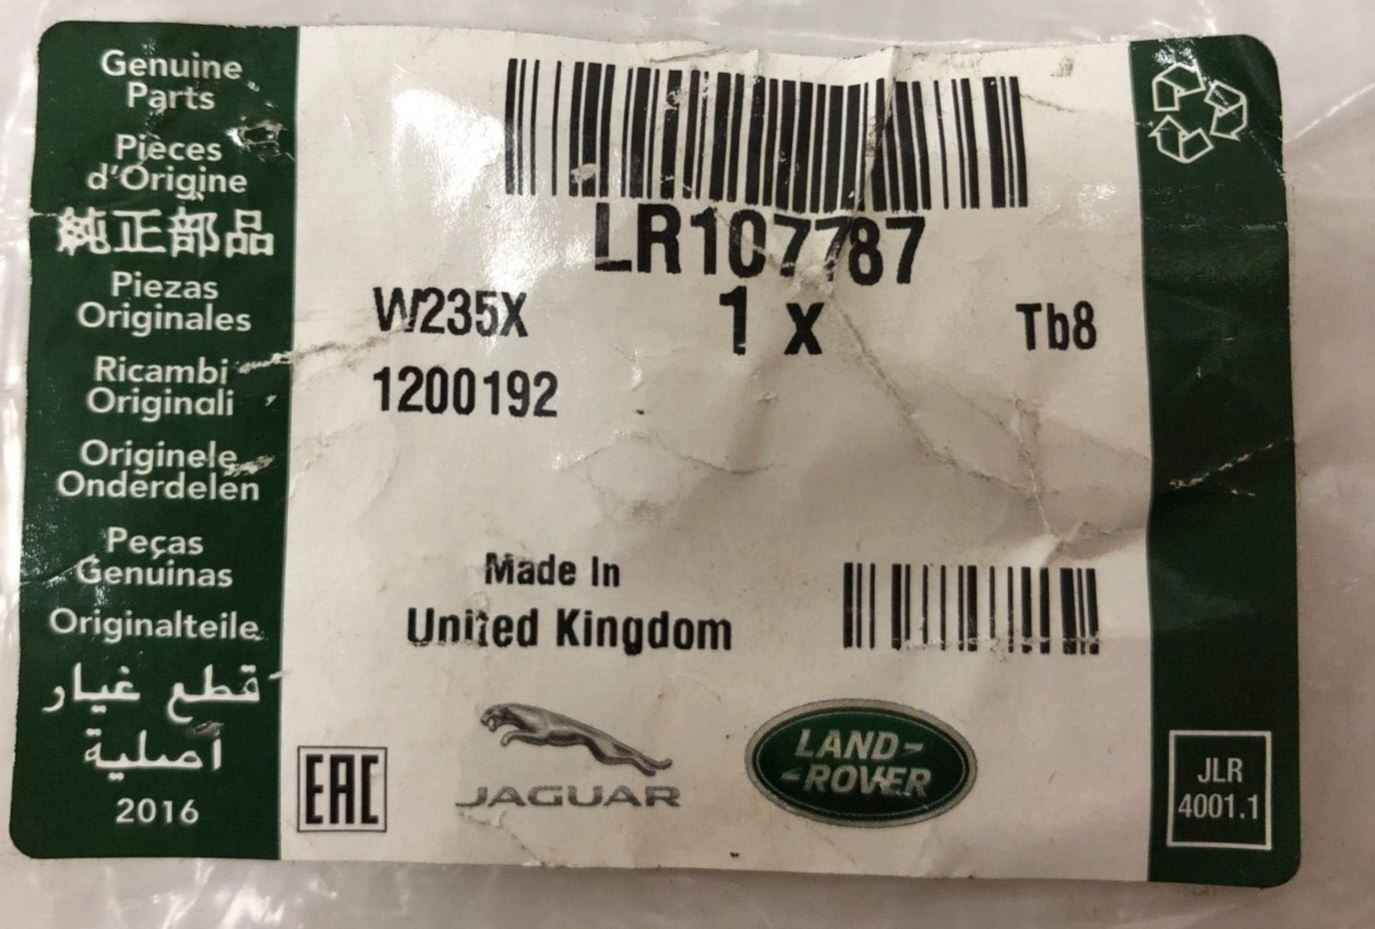 Genuine
Parts
Pièces
d'Origine
純正部品
Piezas
Originales
Ricambi
Originali
Originele
Onderdelen
Peças
Genuinas
Originalteile
قطع غيار
أصلية
2016
LR107787
W235X 1 x Tb8
1200192
Made In
United Kingdom
EAC
JAGUAR
LAND-
-ROVER
JLR
4001.1